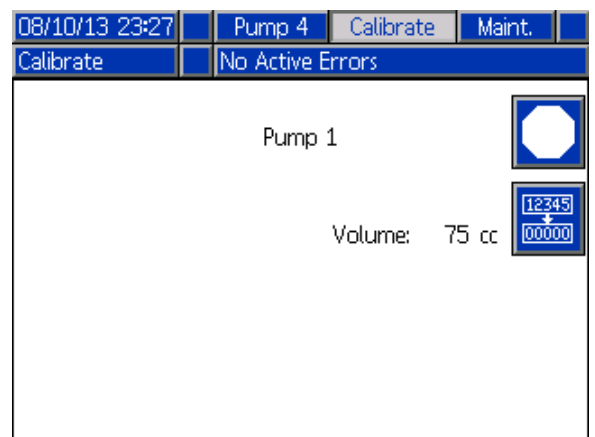 08/10/13 23:27 Pump 4 Calibrate Maint.
Calibrate No Active Errors
Pump 1
12345
Volume: 75 cc
00000